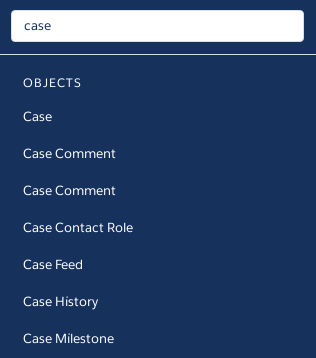 case
OBJECTS
Case
Case Comment
Case Comment
Case Contact Role
Case Feed
Case History
Case Milestone